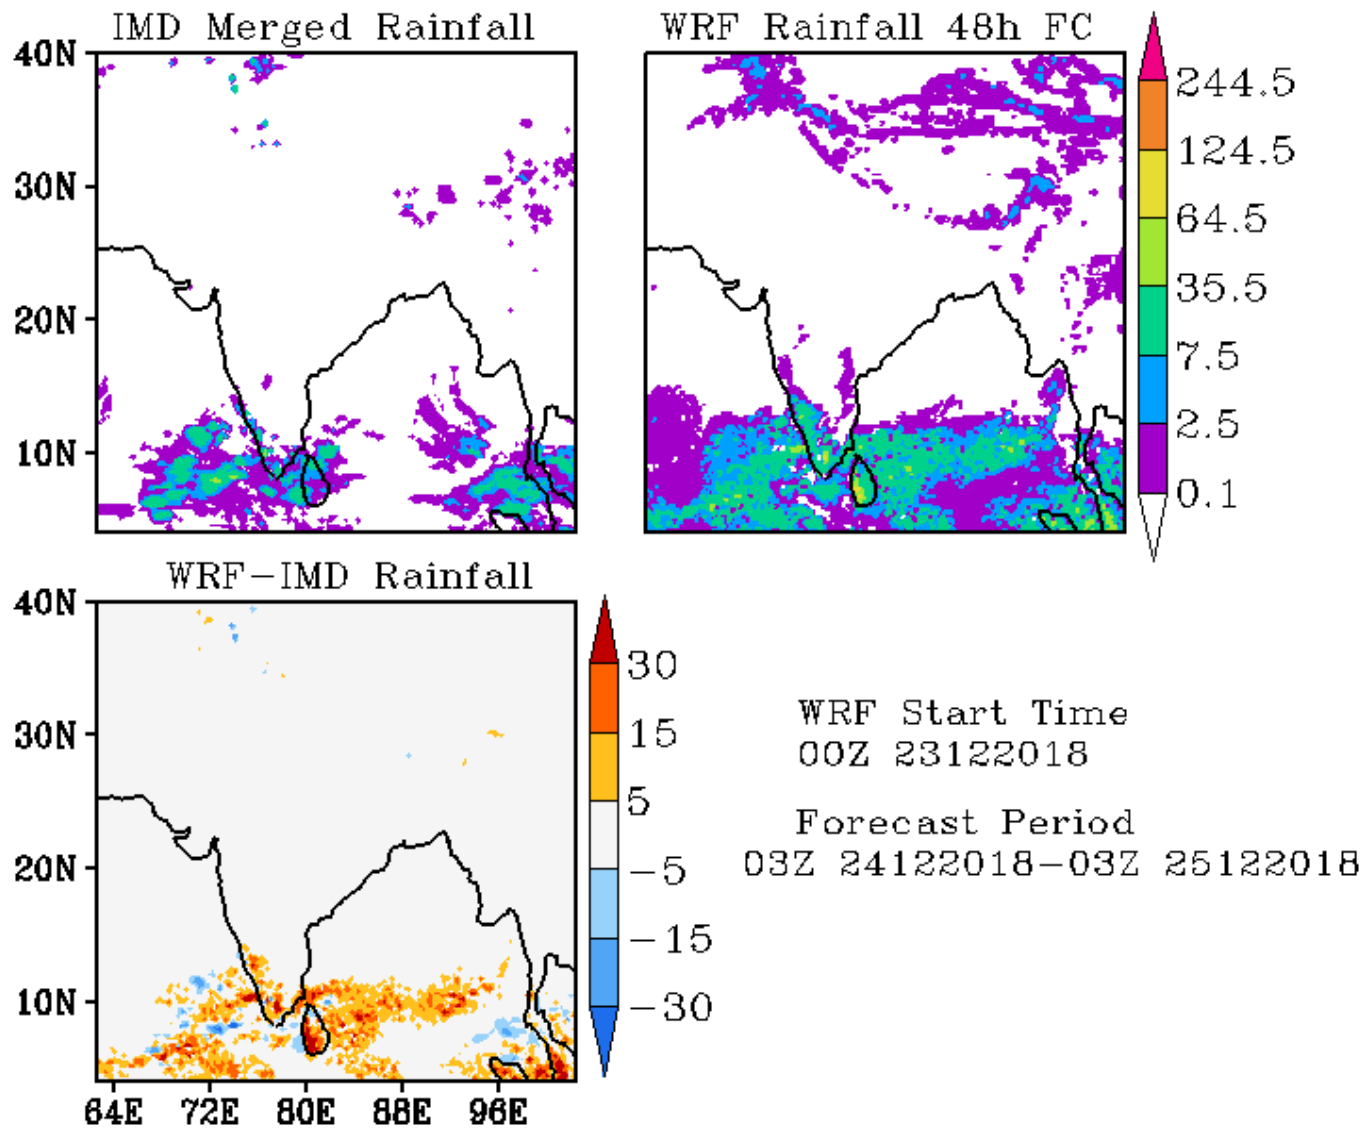 IMD Merged Rainfall
WRF Rainfall 48h FC
40N
30N
20N
10N
244.5
124.5
64.5
35.5
7.5
2.5
0.1
WRF-IMD Rainfall
40N
30N
20N
10N
64E 72E 80E 88E 96E
30
15
5
-5
-15
-30
WRF Start Time
00Z 23122018
Forecast Period
03Z 24122018-03Z 25122018